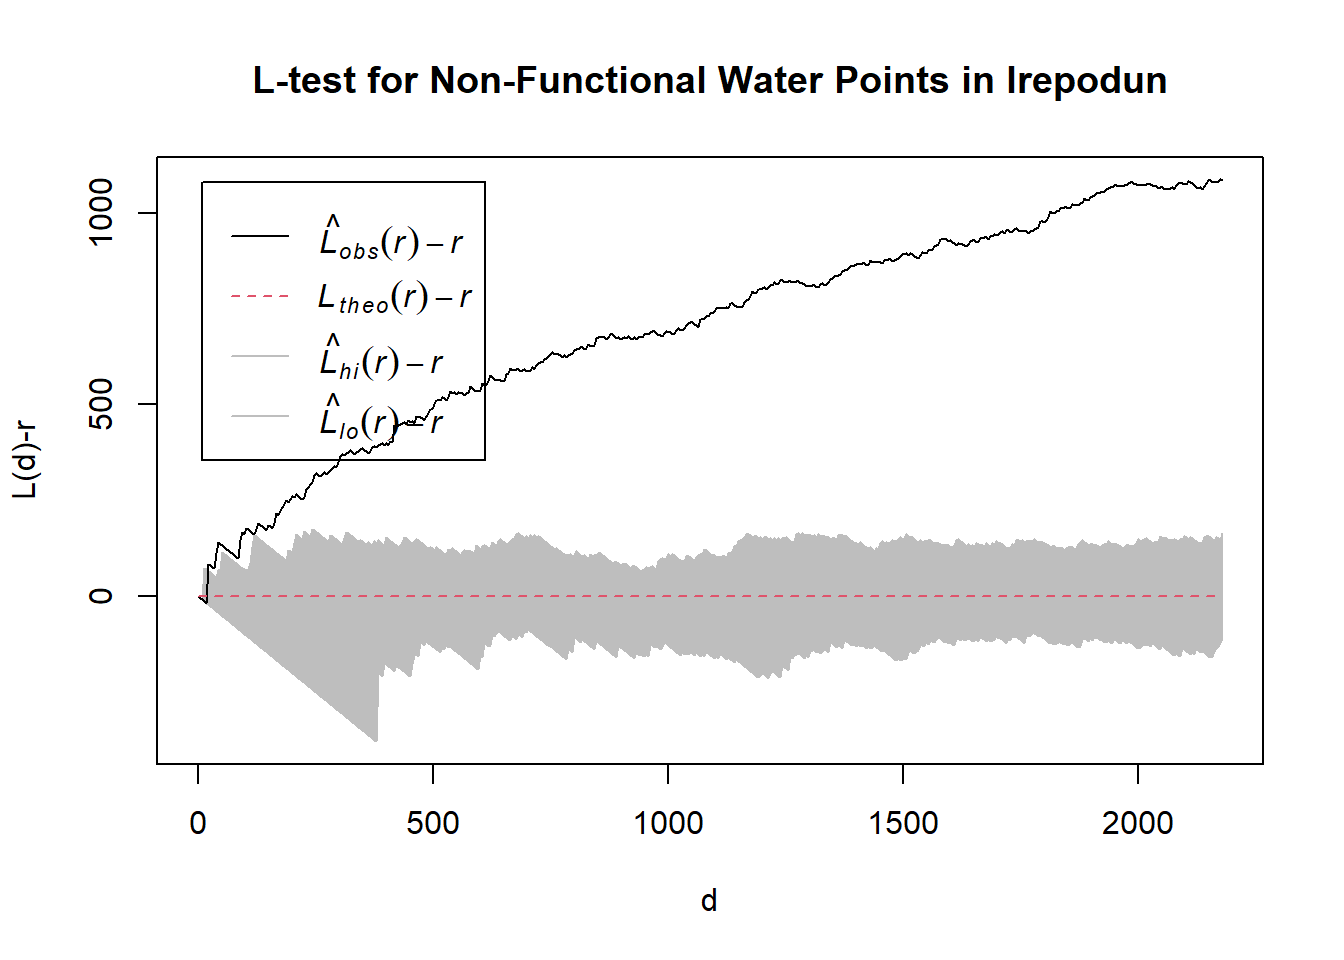 L-test for Non-Functional Water Points in Irepodun
L̂obs(r) − r
Ltheo(r) − r
L̂hi(r) − r
L̂lo(r) − r
L(d)-r
1000
500
0
0 500 1000 1500 2000
d